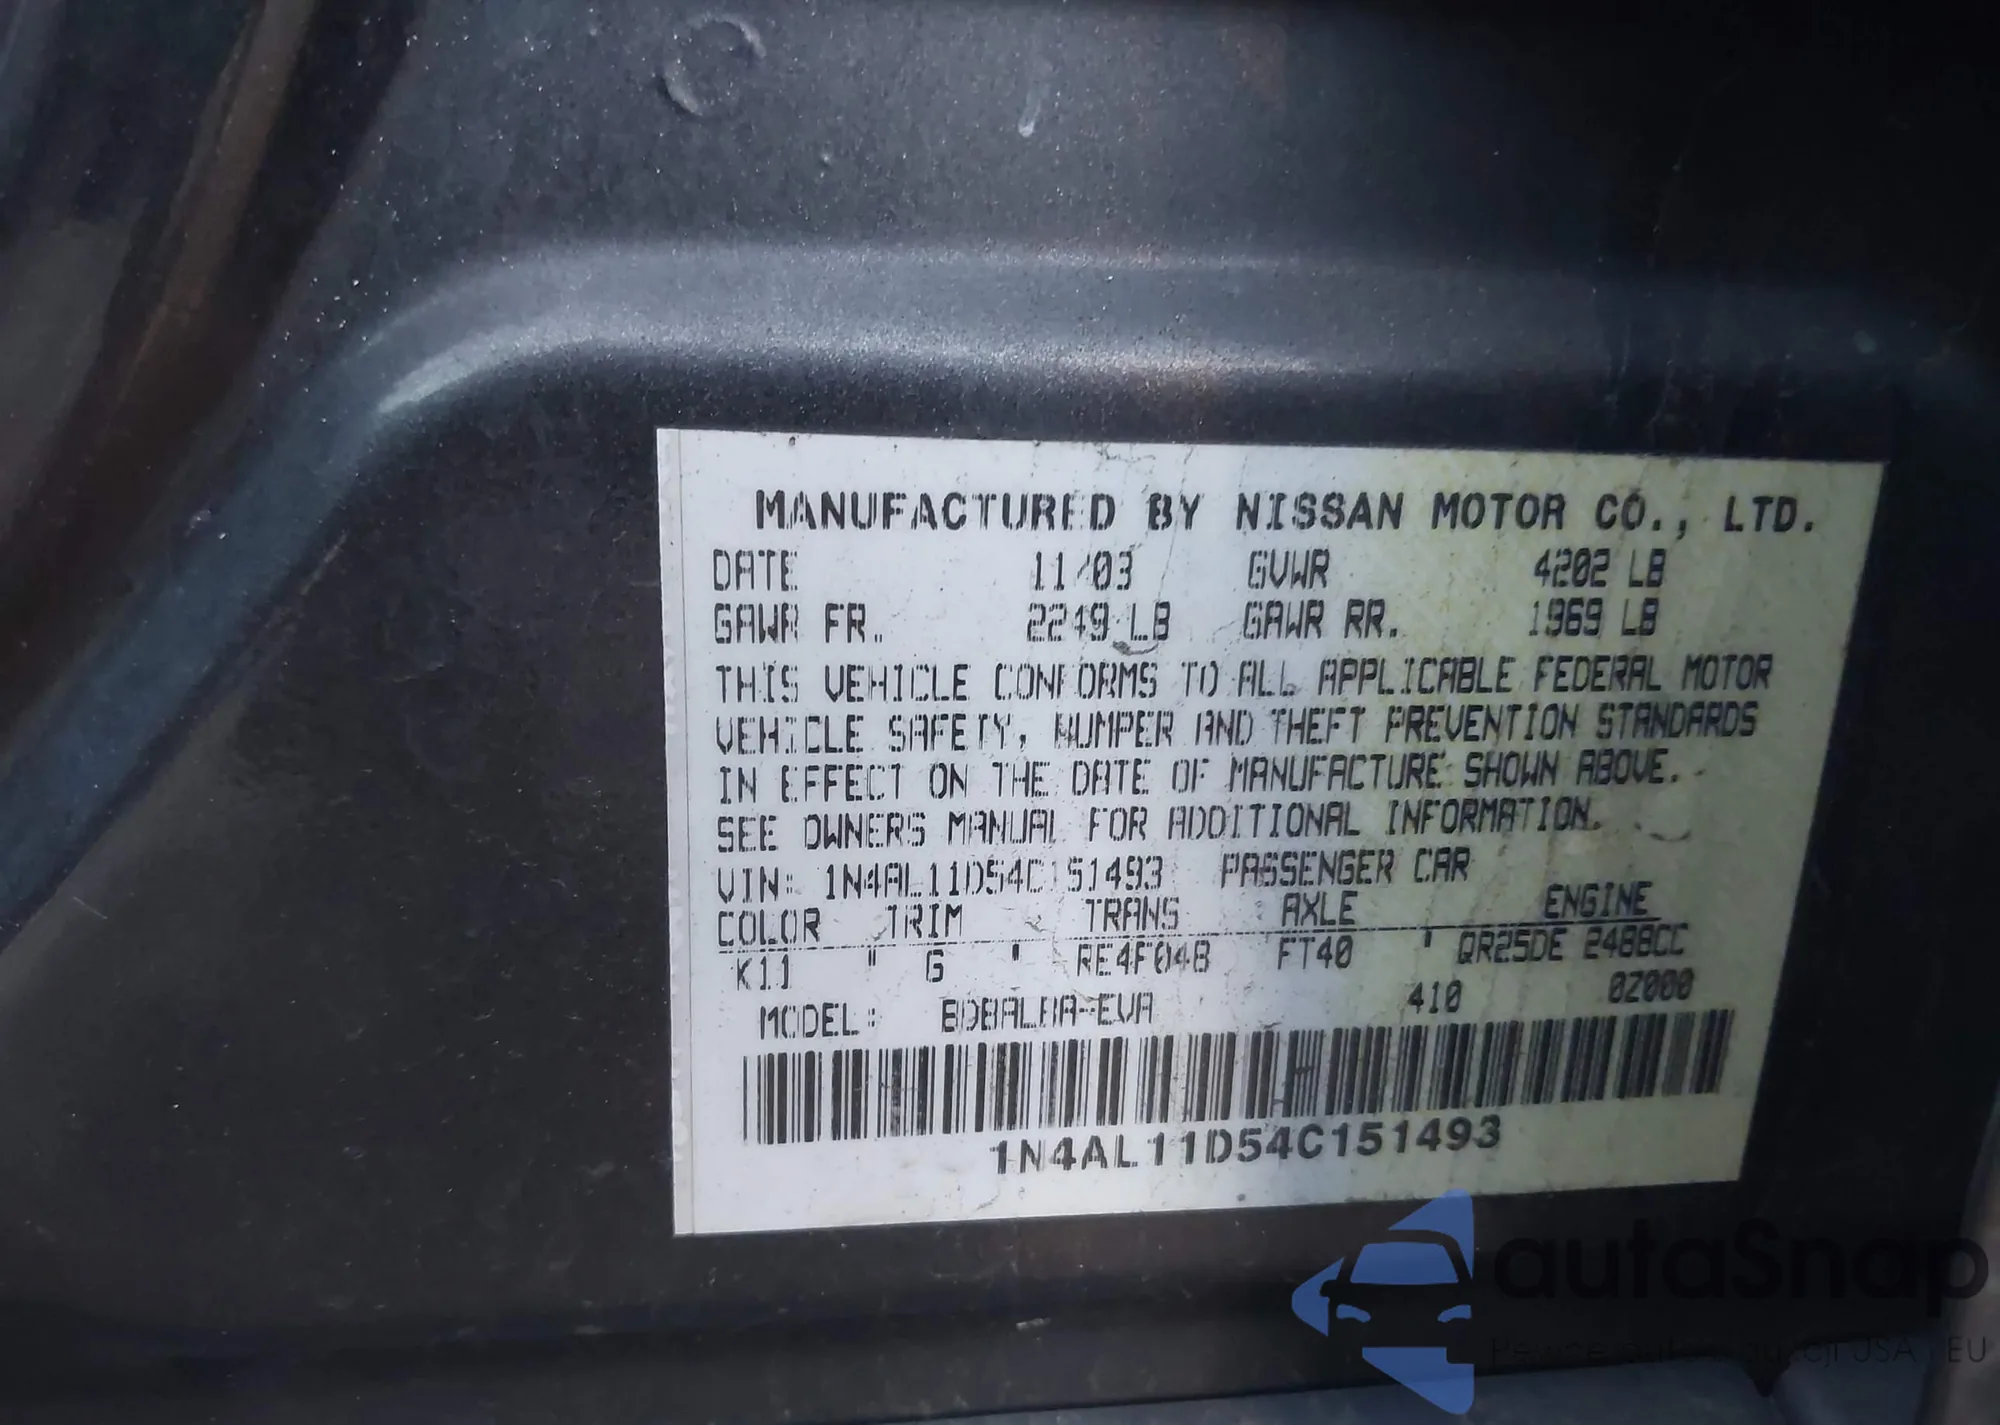 MANUFACTURED BY NISSAN MOTOR CO., LTD.
DATE 11/03 GVWR 4202 LB
GAWR FR. 2249 LB GAWR RR. 1969 LB
THIS VEHICLE CONFORMS TO ALL APPLICABLE FEDERAL MOTOR
VEHICLE SAFETY, BUMPER AND THEFT PREVENTION STANDARDS
IN EFFECT ON THE DATE OF MANUFACTURE SHOWN ABOVE.
SEE OWNERS MANUAL FOR ADDITIONAL INFORMATION.
VIN: 1N4AL11D54C151493 PASSENGER CAR
COLOR TRIM TRANS AXLE ENGINE
K11 " G " RE4F04B FT40 ' QR25DE 2488CC
MODEL: BDBALBA-EVA 410 0Z000
1N4AL11D54C151493
autaSnap
USA EU